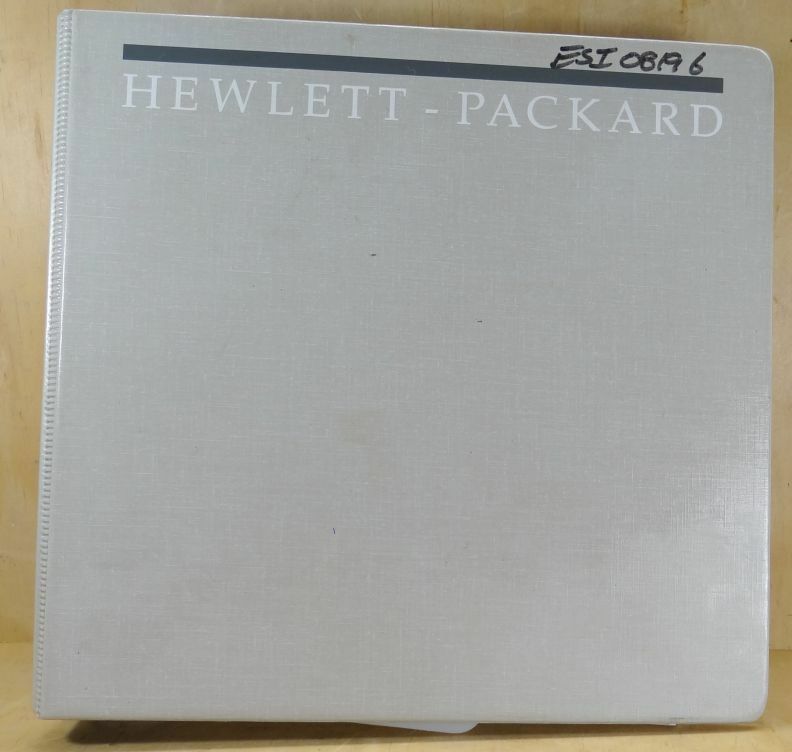 ESI 08196
HEWLETT - PACKARD